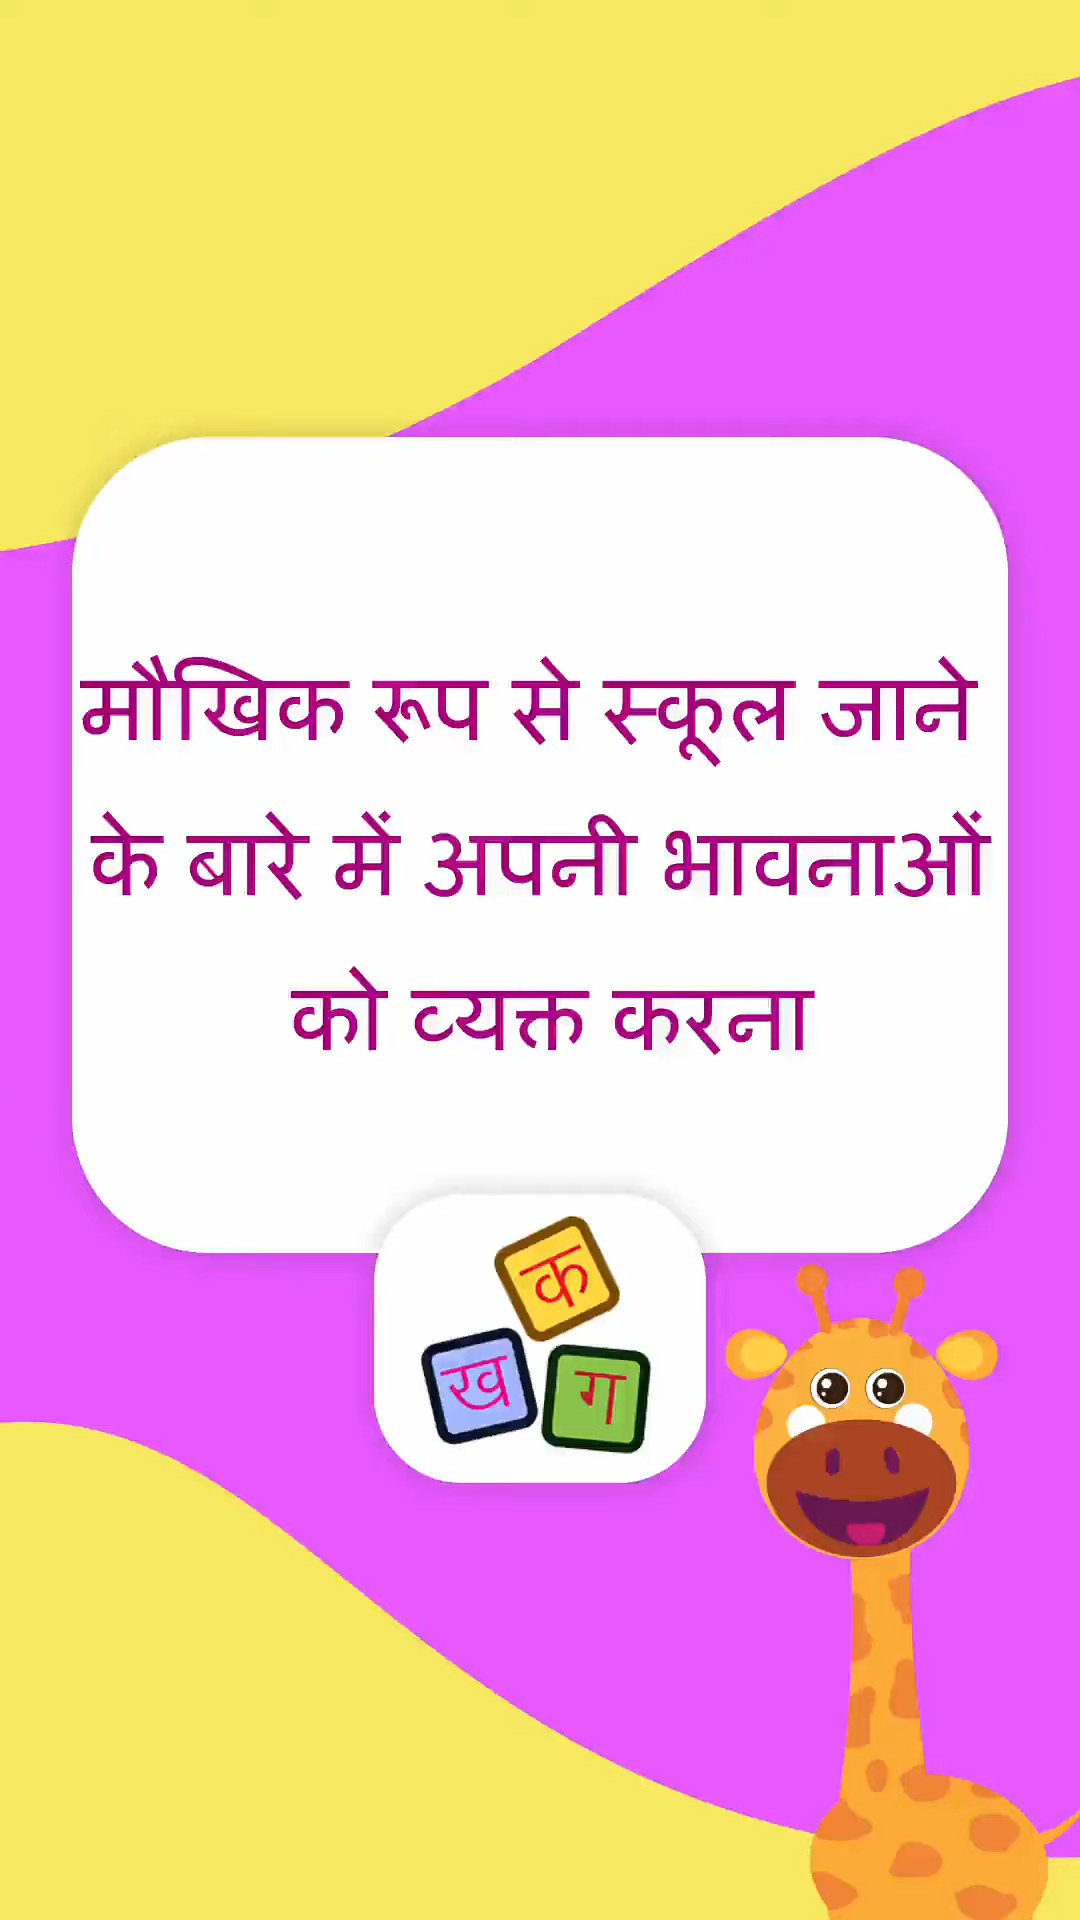 मौखिक रूप से स्कूल जाने
के बारे में अपनी भावनाओं
को व्यक्त करना
क
ख
ग